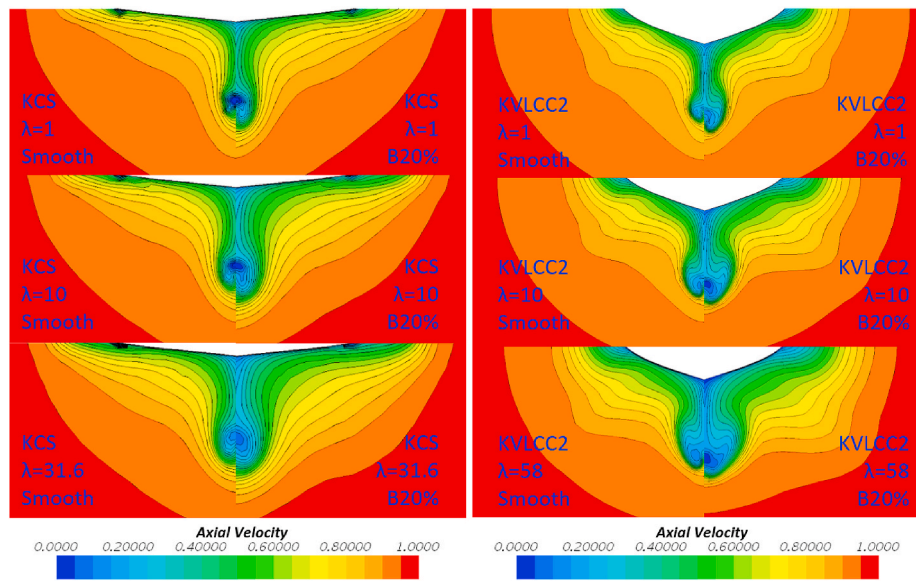 KCS
λ=1
Smooth
KCS
λ=1
B20%
KVLCC2
λ=1
Smooth
KVLCC2
λ=1
B20%
KCS
λ=10
Smooth
KCS
λ=10
B20%
KVLCC2
λ=10
Smooth
KVLCC2
λ=10
B20%
KCS
λ=31.6
Smooth
KCS
λ=31.6
B20%
KVLCC2
λ=58
Smooth
KVLCC2
λ=58
B20%
Axial Velocity
0.0000 0.20000 0.40000 0.60000 0.80000 1.0000
Axial Velocity
0.0000 0.20000 0.40000 0.60000 0.80000 1.0000